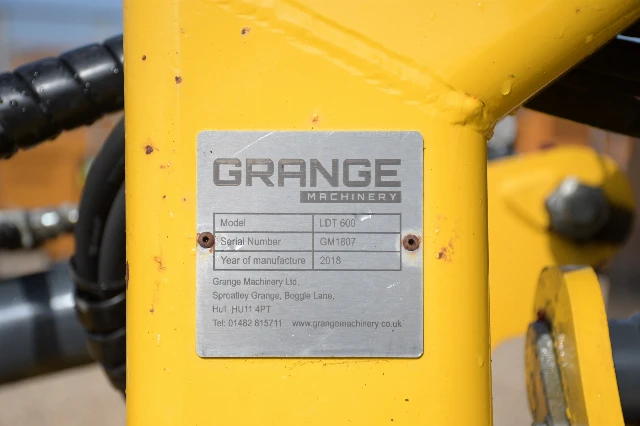 GRANGE
MACHINERY
Model LDT 600
Serial Number GM1807
Year of manufacture 2018
Grange Machinery Ltd.
Sproatley Grange, Boggle Lane,
Hull HU11 4PT
Tel: 01482 815711 www.grangemachinery.co.uk